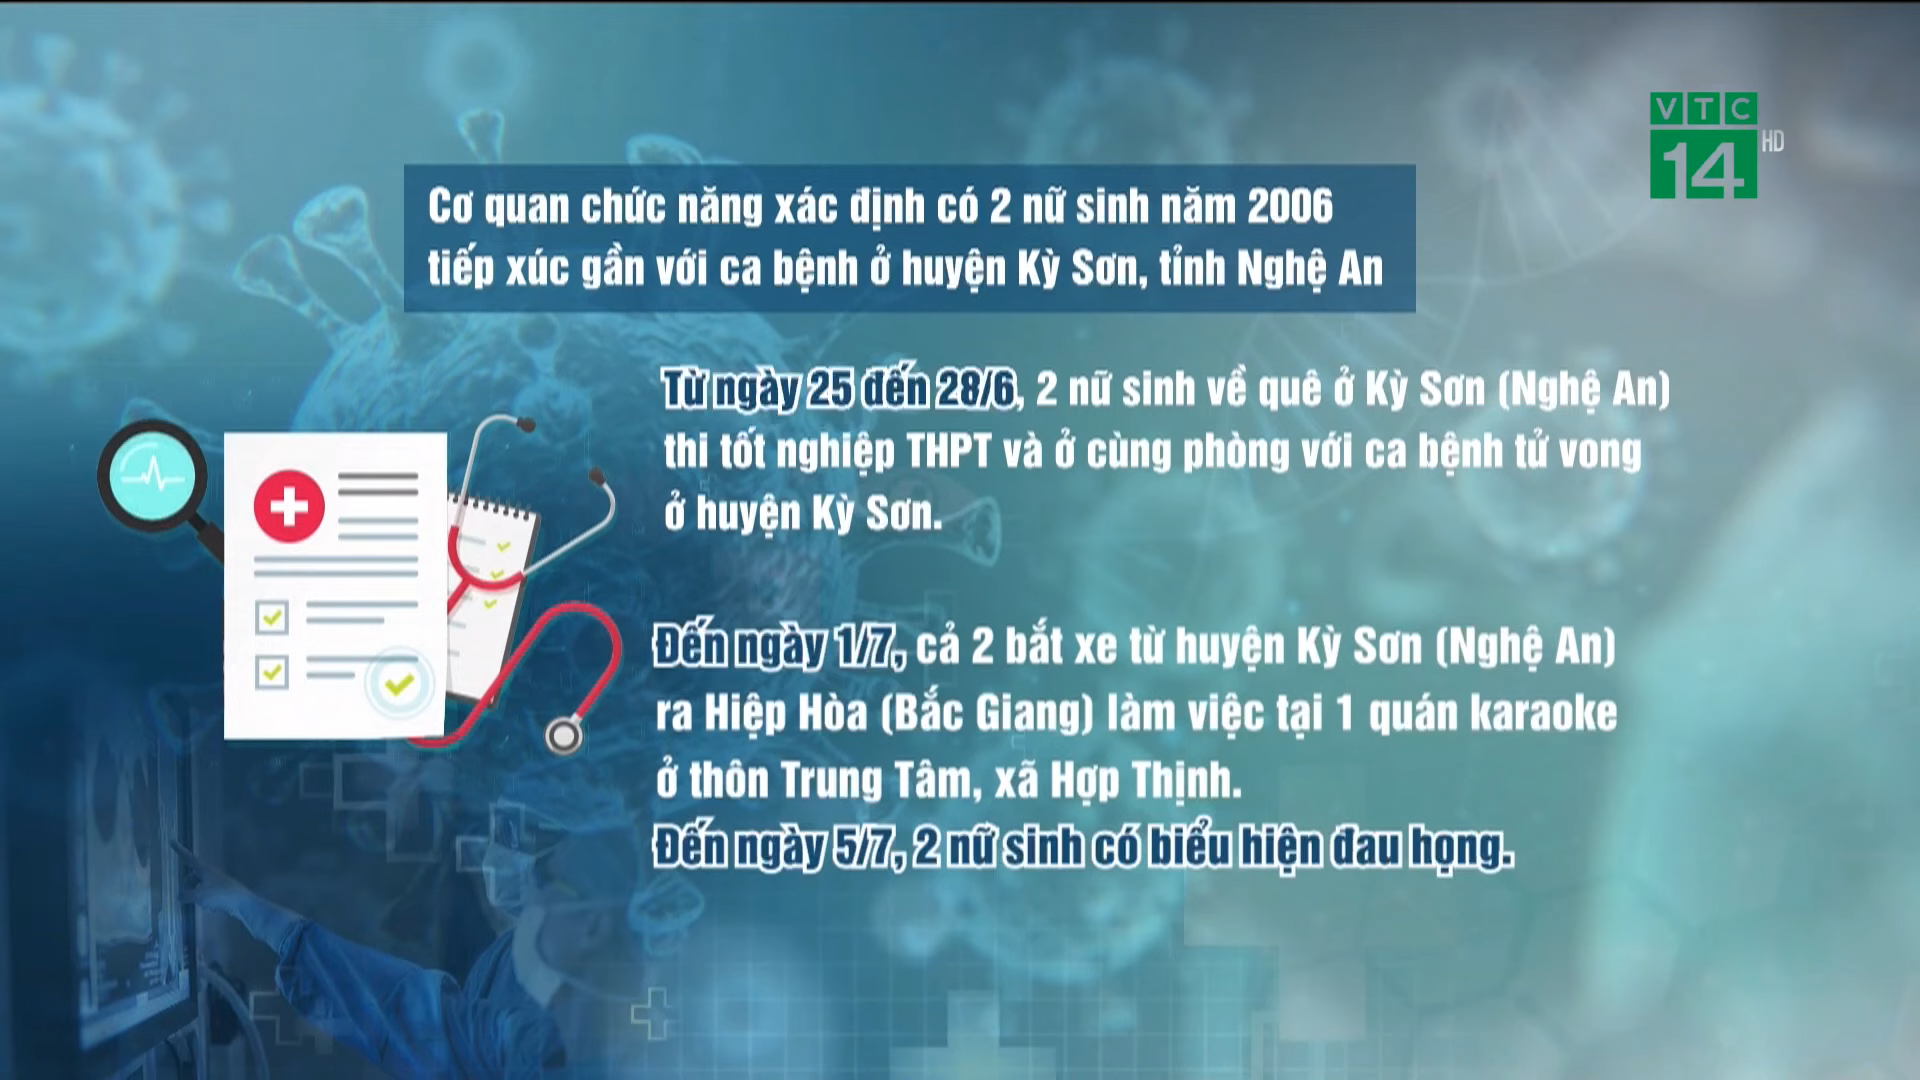 VTC
14 HD
Cơ quan chức năng xác định có 2 nữ sinh năm 2006
tiếp xúc gần với ca bệnh ở huyện Kỳ Sơn, tỉnh Nghệ An
Từ ngày 25 đến 28/6, 2 nữ sinh về quê ở Kỳ Sơn (Nghệ An)
thi tốt nghiệp THPT và ở cùng phòng với ca bệnh tử vong
ở huyện Kỳ Sơn.
Đến ngày 1/7, cả 2 bắt xe từ huyện Kỳ Sơn (Nghệ An)
ra Hiệp Hòa (Bắc Giang) làm việc tại 1 quán karaoke
ở thôn Trung Tâm, xã Hợp Thịnh.
Đến ngày 5/7, 2 nữ sinh có biểu hiện đau họng.